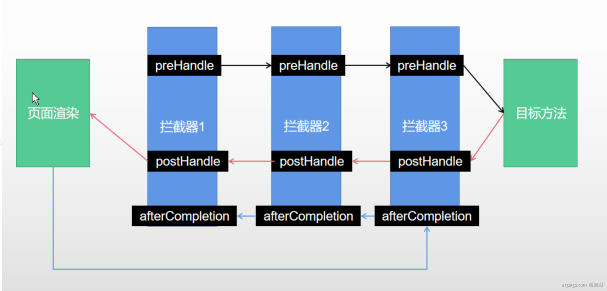 preHandle
preHandle
preHandle
页面渲染
拦截器1
拦截器2
拦截器3
目标方法
postHandle
postHandle
postHandle
afterCompletion
afterCompletion
afterCompletion